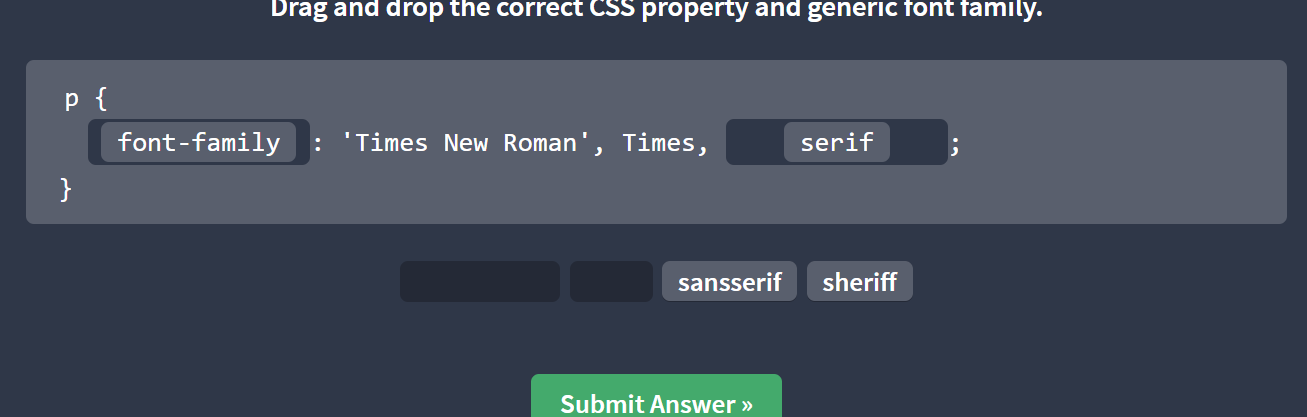 Drag and drop the correct CSS property and generic font family.
p {
font-family : 'Times New Roman', Times, serif ;
}
sansserif sheriff
Submit Answer »